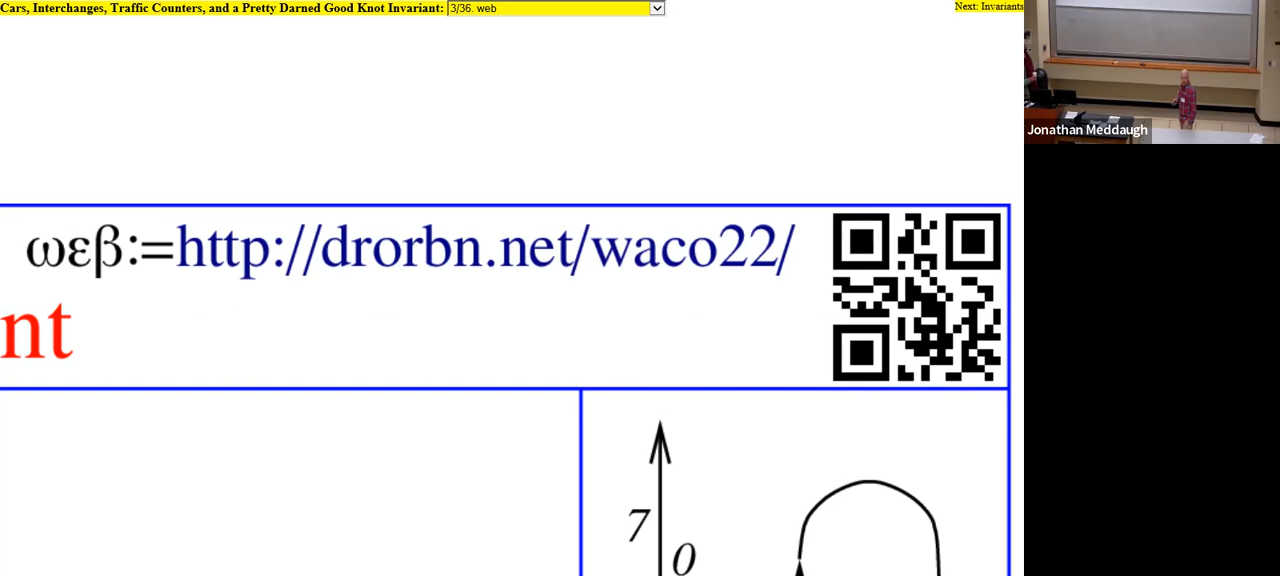 Cars, Interchanges, Traffic Counters, and a Pretty Darned Good Knot Invariant: 3/36. web
Next: Invariants
Jonathan Meddaugh
ωεβ:=http://drorbn.net/waco22/
nt
7
0